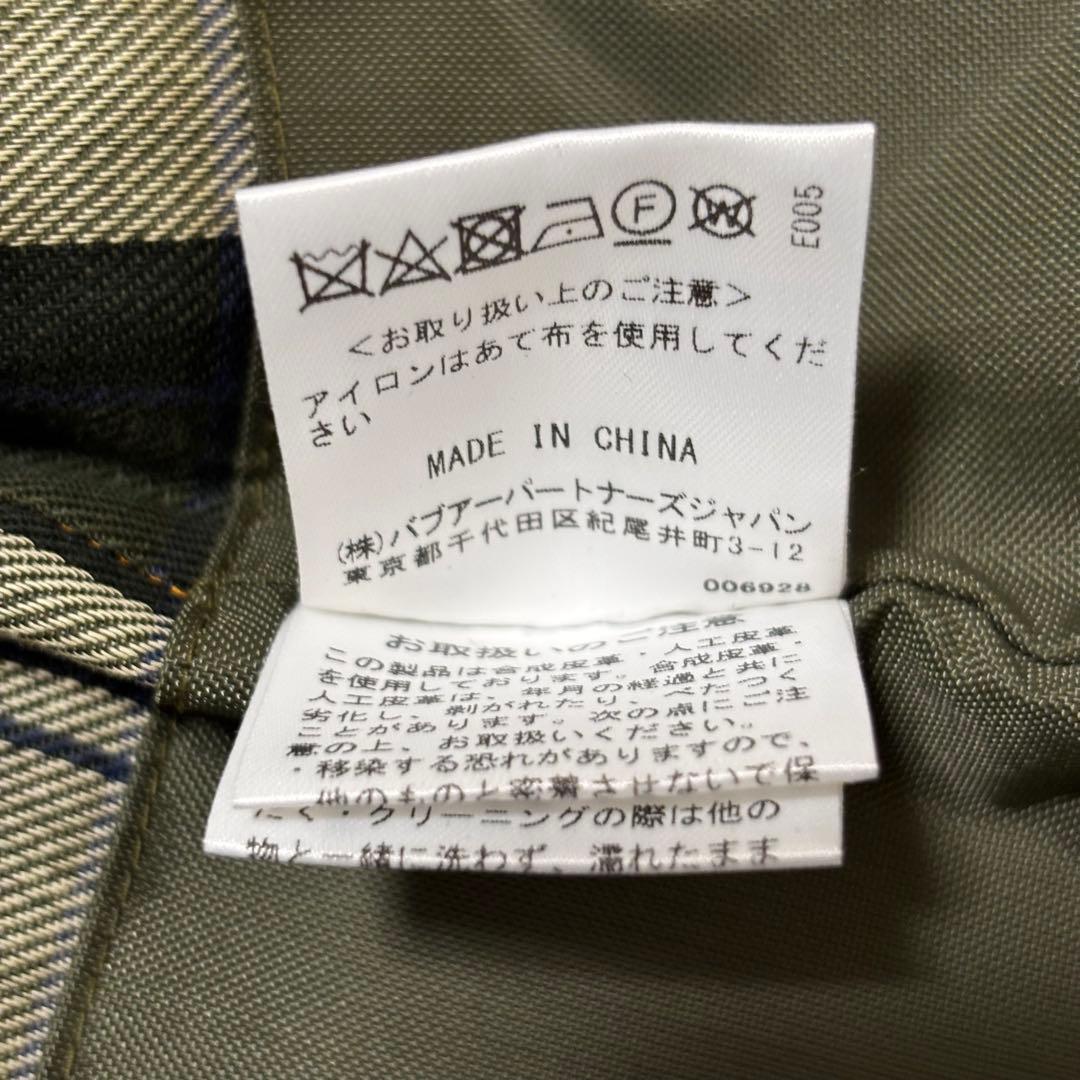 F W E005
<お取り扱い上のご注意>
アイロンはあて布を使用してくだ
さい
MADE IN CHINA
(株)バブアーパートナーズジャパン
東京都千代田区紀尾井町3-12
006928
お取扱いのご注意
この製品は合成皮革・人工皮革
を使用しております。合成皮革・
人工皮革は、年月の経過と共に
劣化し、剥がれたり、べたつく
ことがあります。次の点にご注
意の上、お取扱いください。
・移染する恐れがありますので、
他のものと密着させないで保
にく・クリーニングの際は他の
物と一緒に洗わず、濡れたまま